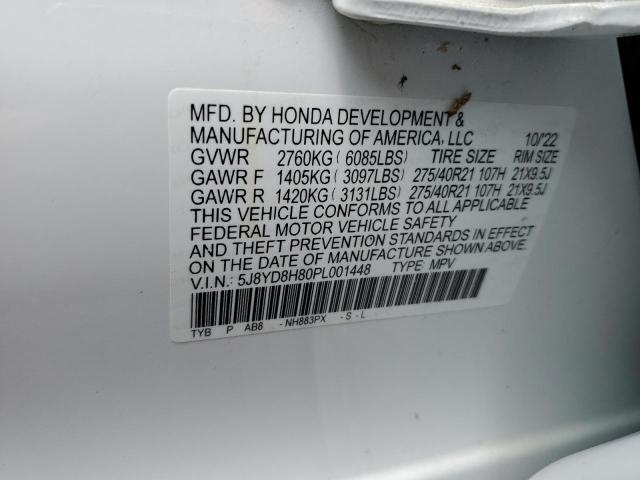 MFD. BY HONDA DEVELOPMENT &
MANUFACTURING OF AMERICA, LLC 10/'22
GVWR 2760KG ( 6085LBS) TIRE SIZE RIM SIZE
GAWR F 1405KG ( 3097LBS) 275/40R21 107H 21X9.5J
GAWR R 1420KG ( 3131LBS) 275/40R21 107H 21X9.5J
THIS VEHICLE CONFORMS TO ALL APPLICABLE
FEDERAL MOTOR VEHICLE SAFETY
AND THEFT PREVENTION STANDARDS IN EFFECT
ON THE DATE OF MANUFACTURE SHOWN ABOVE.
V.I.N.: 5J8YD8H80PL001448 TYPE: MPV
TYB P AB8 -NH883PX -S-L